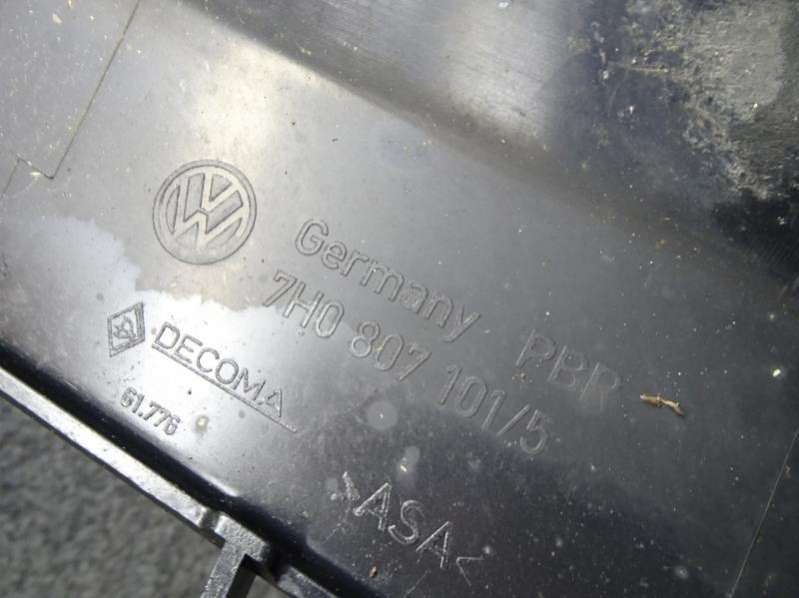 Germany PBR
7H0 807 101/5
DECOMA
61.776
>ASA<